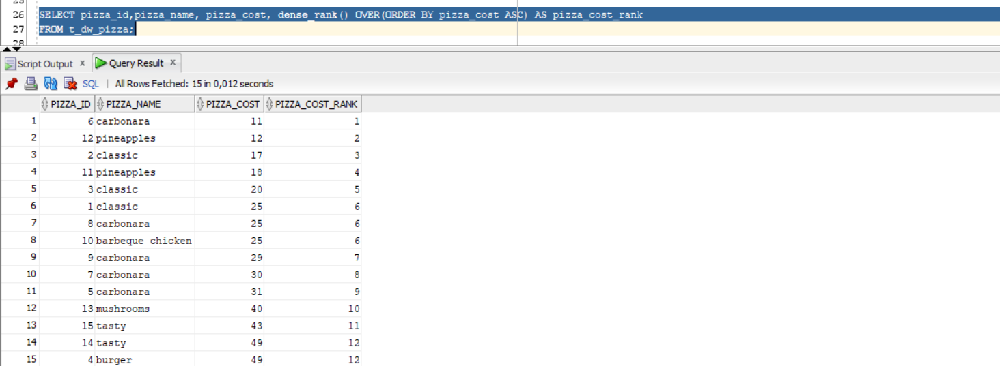 25
26 SELECT pizza_id,pizza_name, pizza_cost, dense_rank() OVER(ORDER BY pizza_cost ASC) AS pizza_cost_rank
27 FROM t_dw_pizza;
28
Script Output x Query Result x
SQL | All Rows Fetched: 15 in 0,012 seconds
PIZZA_ID PIZZA_NAME PIZZA_COST PIZZA_COST_RANK
1 6 carbonara 11 1
2 12 pineapples 12 2
3 2 classic 17 3
4 11 pineapples 18 4
5 3 classic 20 5
6 1 classic 25 6
7 8 carbonara 25 6
8 10 barbeque chicken 25 6
9 9 carbonara 29 7
10 7 carbonara 30 8
11 5 carbonara 31 9
12 13 mushrooms 40 10
13 15 tasty 43 11
14 14 tasty 49 12
15 4 burger 49 12